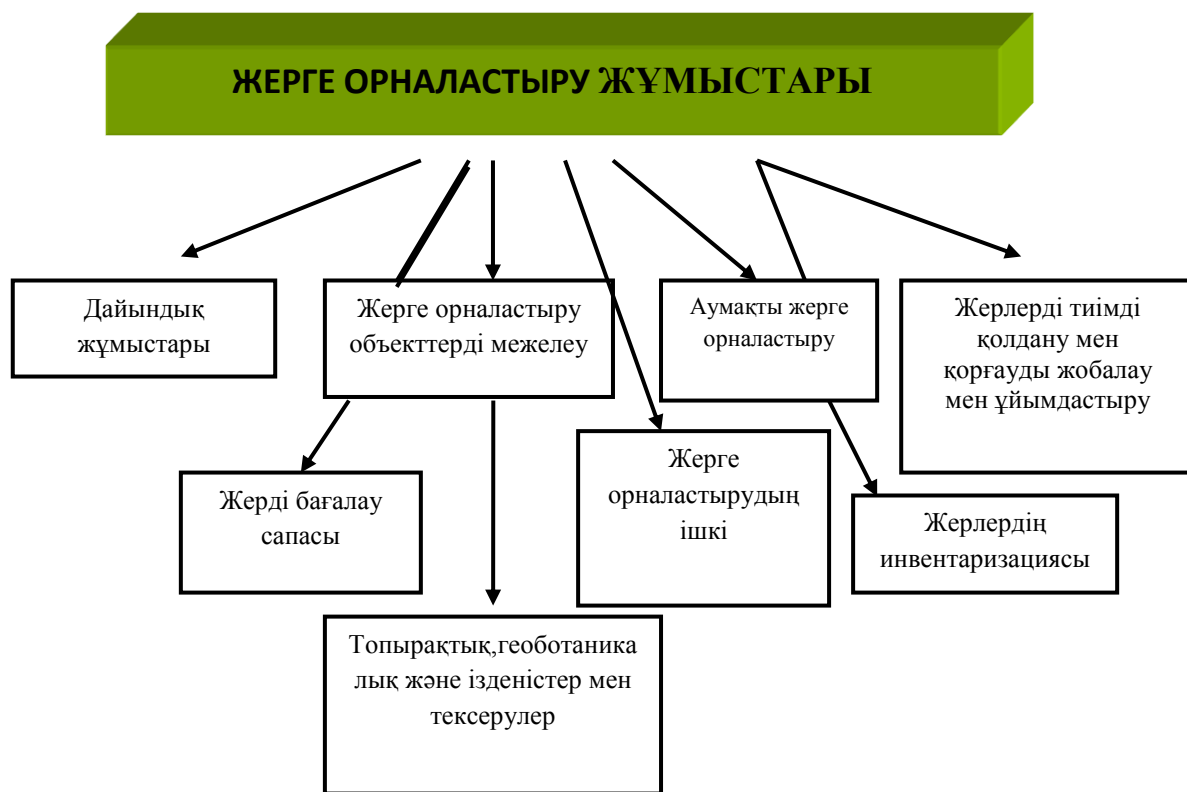 ЖЕРГЕ ОРНАЛАСТЫРУ ЖҰМЫСТАРЫ
Дайындық
жұмыстары
Жерге орналастыру
объекттерді межелеу
Аумақты жерге
орналастыру
Жерлерді тиімді
қолдану мен
қорғауды жобалау
мен ұйымдастыру
Жерді бағалау
сапасы
Жерге
орналастырудың
ішкі
Жерлердің
инвентаризациясы
Топырақтық,геоботаника
лық және ізденістер мен
тексерулер